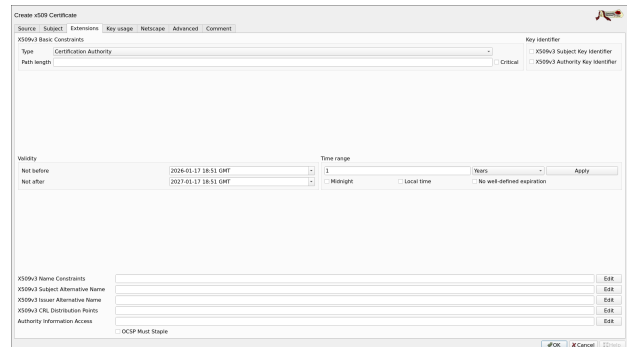 Create x509 Certificate
Source Subject Extensions Key usage Netscape Advanced Comment
X509v3 Basic Constraints
Key identifier
Type Certification Authority
X509v3 Subject Key Identifier
Path length Critical
X509v3 Authority Key Identifier
Validity
Time range
Not before 2026-01-17 18:51 GMT
1 Years Apply
Not after 2027-01-17 18:51 GMT
Midnight Local time No well-defined expiration
X509v3 Name Constraints Edit
X509v3 Subject Alternative Name Edit
X509v3 Issuer Alternative Name Edit
X509v3 CRL Distribution Points Edit
Authority Information Access Edit
OCSP Must Staple
OK Cancel Help